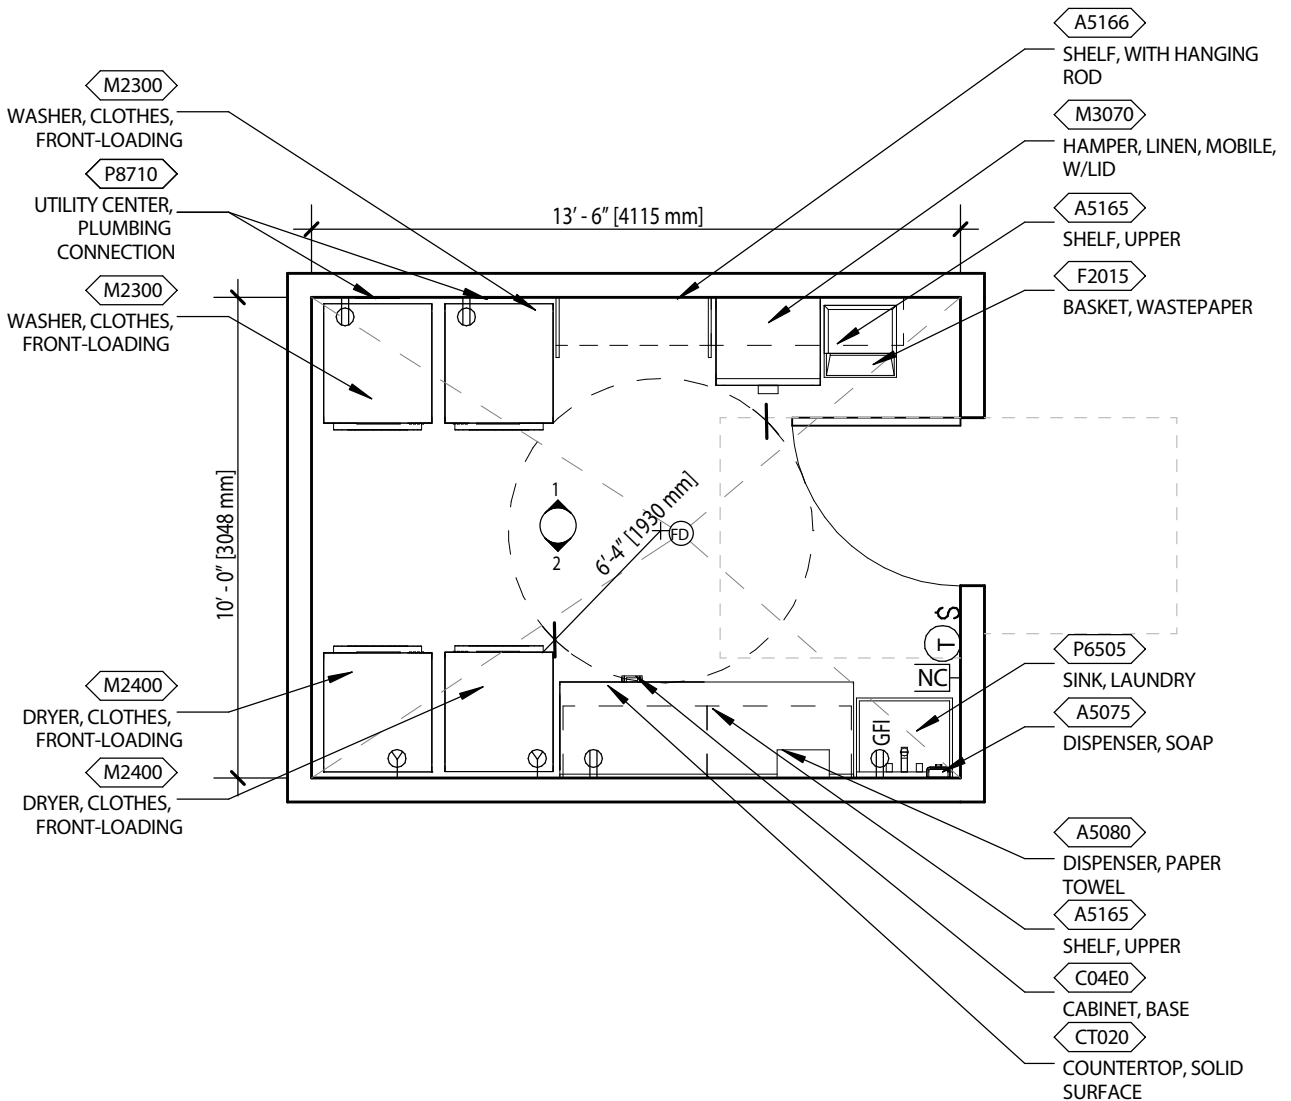 M2300
WASHER, CLOTHES,
FRONT-LOADING
P8710
UTILITY CENTER,
PLUMBING
CONNECTION
M2300
WASHER, CLOTHES,
FRONT-LOADING
M2400
DRYER, CLOTHES,
FRONT-LOADING
M2400
DRYER, CLOTHES,
FRONT-LOADING
13' - 6" [4115 mm]
10' - 0" [3048 mm]
1
2
6'-4" [1930 mm]
FD
$
T
NC
GFI
A5166
SHELF, WITH HANGING
ROD
M3070
HAMPER, LINEN, MOBILE,
W/LID
A5165
SHELF, UPPER
F2015
BASKET, WASTEPAPER
P6505
SINK, LAUNDRY
A5075
DISPENSER, SOAP
A5080
DISPENSER, PAPER
TOWEL
A5165
SHELF, UPPER
C04E0
CABINET, BASE
CT020
COUNTERTOP, SOLID
SURFACE